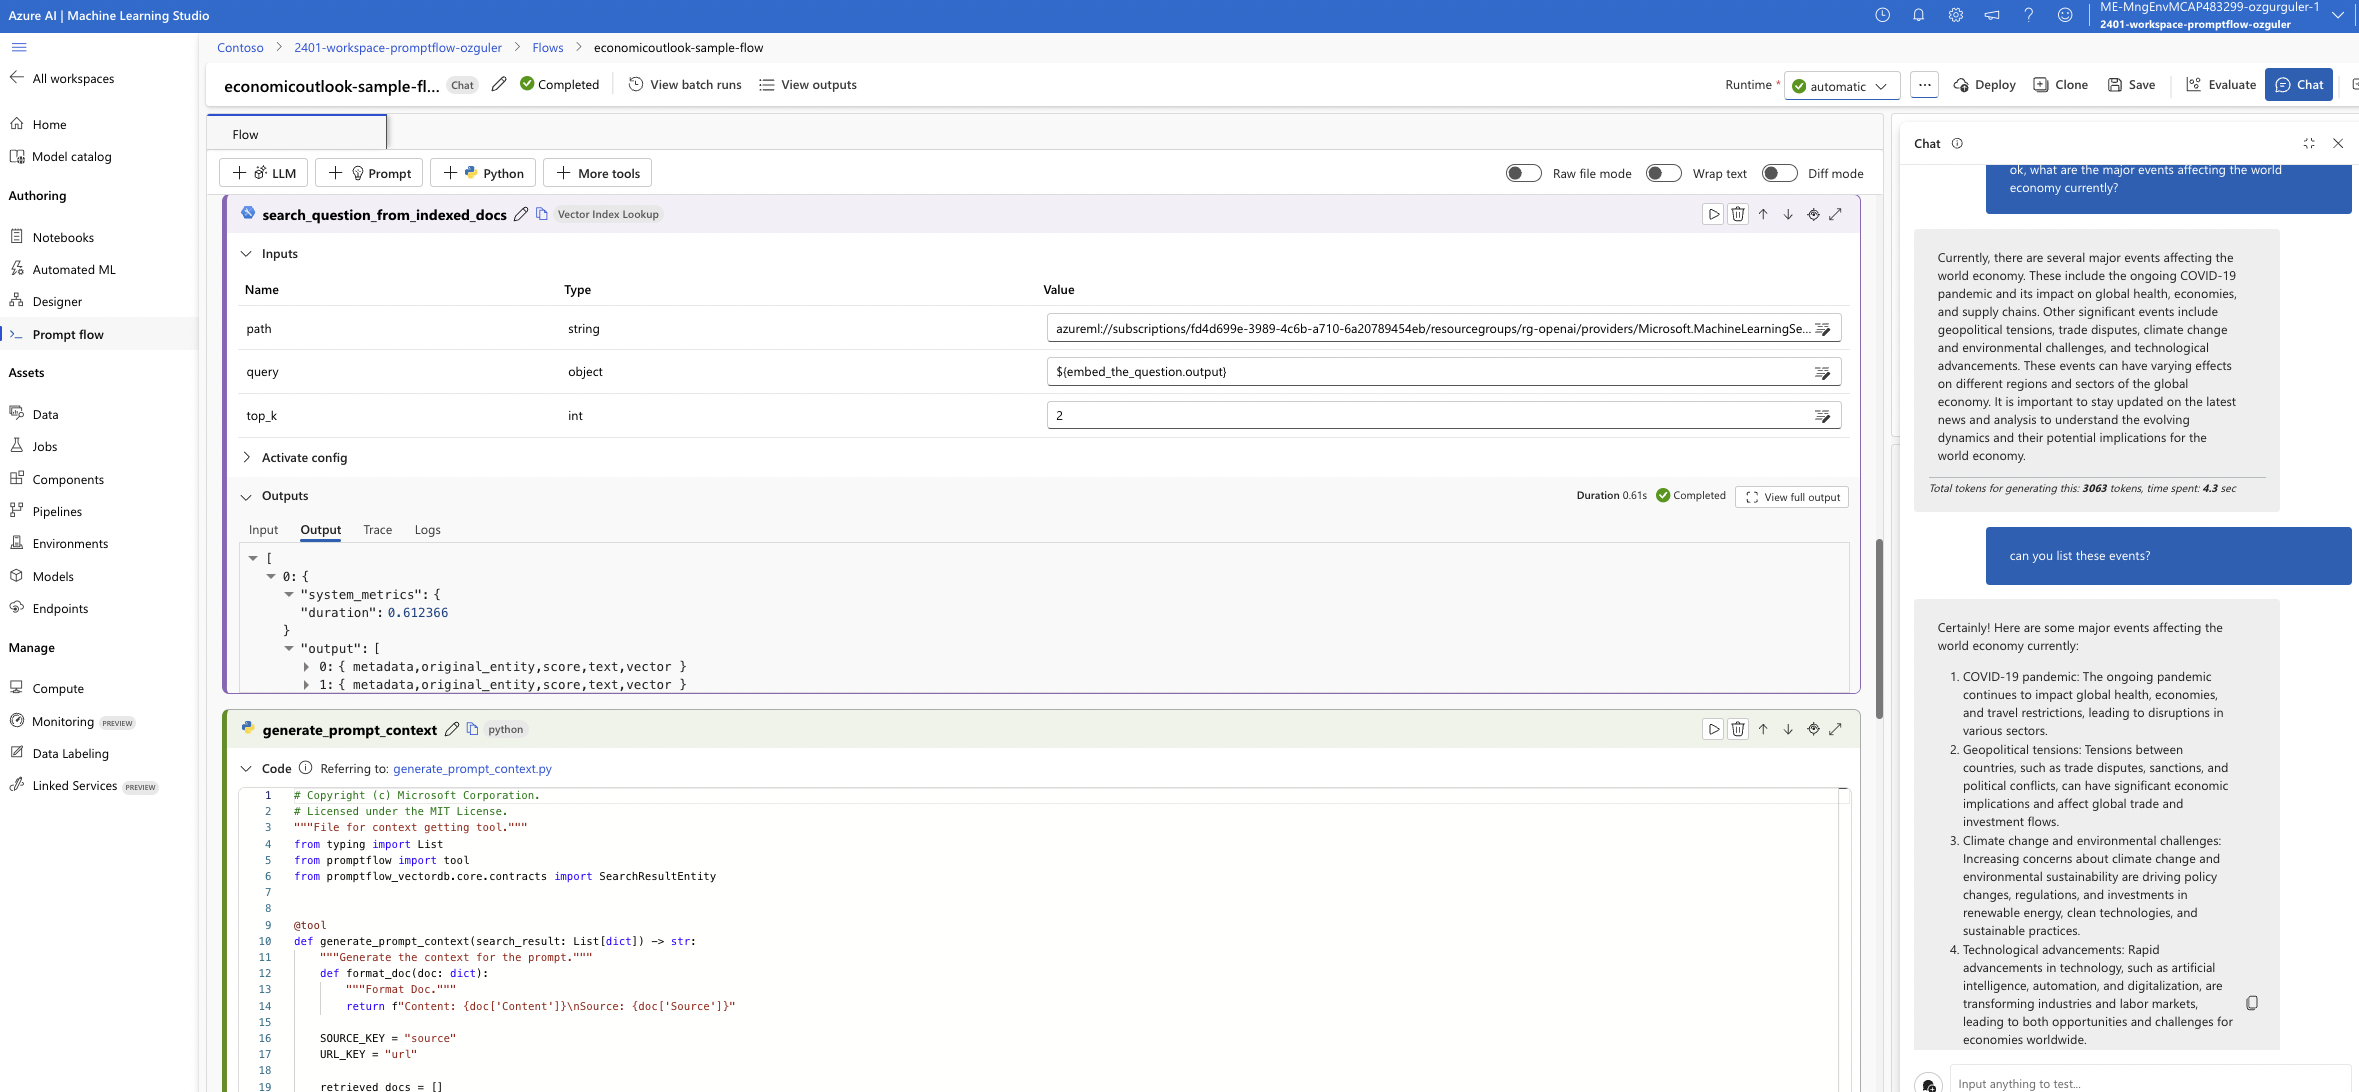 Azure AI | Machine Learning Studio
ME-MngEnvMCAP483299-ozgurguler-1
2401-workspace-promptflow-ozguler
All workspaces
Home
Model catalog
Authoring
Notebooks
Automated ML
Designer
Prompt flow
Assets
Data
Jobs
Components
Pipelines
Environments
Models
Endpoints
Manage
Compute
Monitoring PREVIEW
Data Labeling
Linked Services PREVIEW
Contoso > 2401-workspace-promptflow-ozguler > Flows > economicoutlook-sample-flow
economicoutlook-sample-fl... Chat Completed View batch runs View outputs
Runtime * automatic ... Deploy Clone Save Evaluate Chat
Flow
LLM Prompt Python More tools
Raw file mode Wrap text Diff mode
search_question_from_indexed_docs Vector Index Lookup
Inputs
Name Type Value
path string azureml://subscriptions/fd4d699e-3989-4c6b-a710-6a20789454eb/resourcegroups/rg-openai/providers/Microsoft.MachineLearningSe...
query object ${embed_the_question.output}
top_k int 2
Activate config
Outputs
Duration 0.61s Completed View full output
Input Output Trace Logs
[
0: {
"system_metrics": {
"duration": 0.612366
}
"output": [
0: { metadata,original_entity,score,text,vector }
1: { metadata,original_entity,score,text,vector }
generate_prompt_context python
Code Referring to: generate_prompt_context.py
1 # Copyright (c) Microsoft Corporation.
2 # Licensed under the MIT License.
3 """File for context getting tool."""
4 from typing import List
5 from promptflow import tool
6 from promptflow_vectordb.core.contracts import SearchResultEntity
7
8
9 @tool
10 def generate_prompt_context(search_result: List[dict]) -> str:
11 """Generate the context for the prompt."""
12 def format_doc(doc: dict):
13 """Format Doc."""
14 return f"Content: {doc['Content']}\nSource: {doc['Source']}"
15
16 SOURCE_KEY = "source"
17 URL_KEY = "url"
18
19 retrieved_docs = []
Chat
ok, what are the major events affecting the world
economy currently?
Currently, there are several major events affecting the
world economy. These include the ongoing COVID-19
pandemic and its impact on global health, economies,
and supply chains. Other significant events include
geopolitical tensions, trade disputes, climate change
and environmental challenges, and technological
advancements. These events can have varying effects
on different regions and sectors of the global
economy. It is important to stay updated on the latest
news and analysis to understand the evolving
dynamics and their potential implications for the
world economy.
Total tokens for generating this: 3063 tokens, time spent: 4.3 sec
can you list these events?
Certainly! Here are some major events affecting the
world economy currently:
1. COVID-19 pandemic: The ongoing pandemic
continues to impact global health, economies,
and travel restrictions, leading to disruptions in
various sectors.
2. Geopolitical tensions: Tensions between
countries, such as trade disputes, sanctions, and
political conflicts, can have significant economic
implications and affect global trade and
investment flows.
3. Climate change and environmental challenges:
Increasing concerns about climate change and
environmental sustainability are driving policy
changes, regulations, and investments in
renewable energy, clean technologies, and
sustainable practices.
4. Technological advancements: Rapid
advancements in technology, such as artificial
intelligence, automation, and digitalization, are
transforming industries and labor markets,
leading to both opportunities and challenges for
economies worldwide.
Input anything to test...